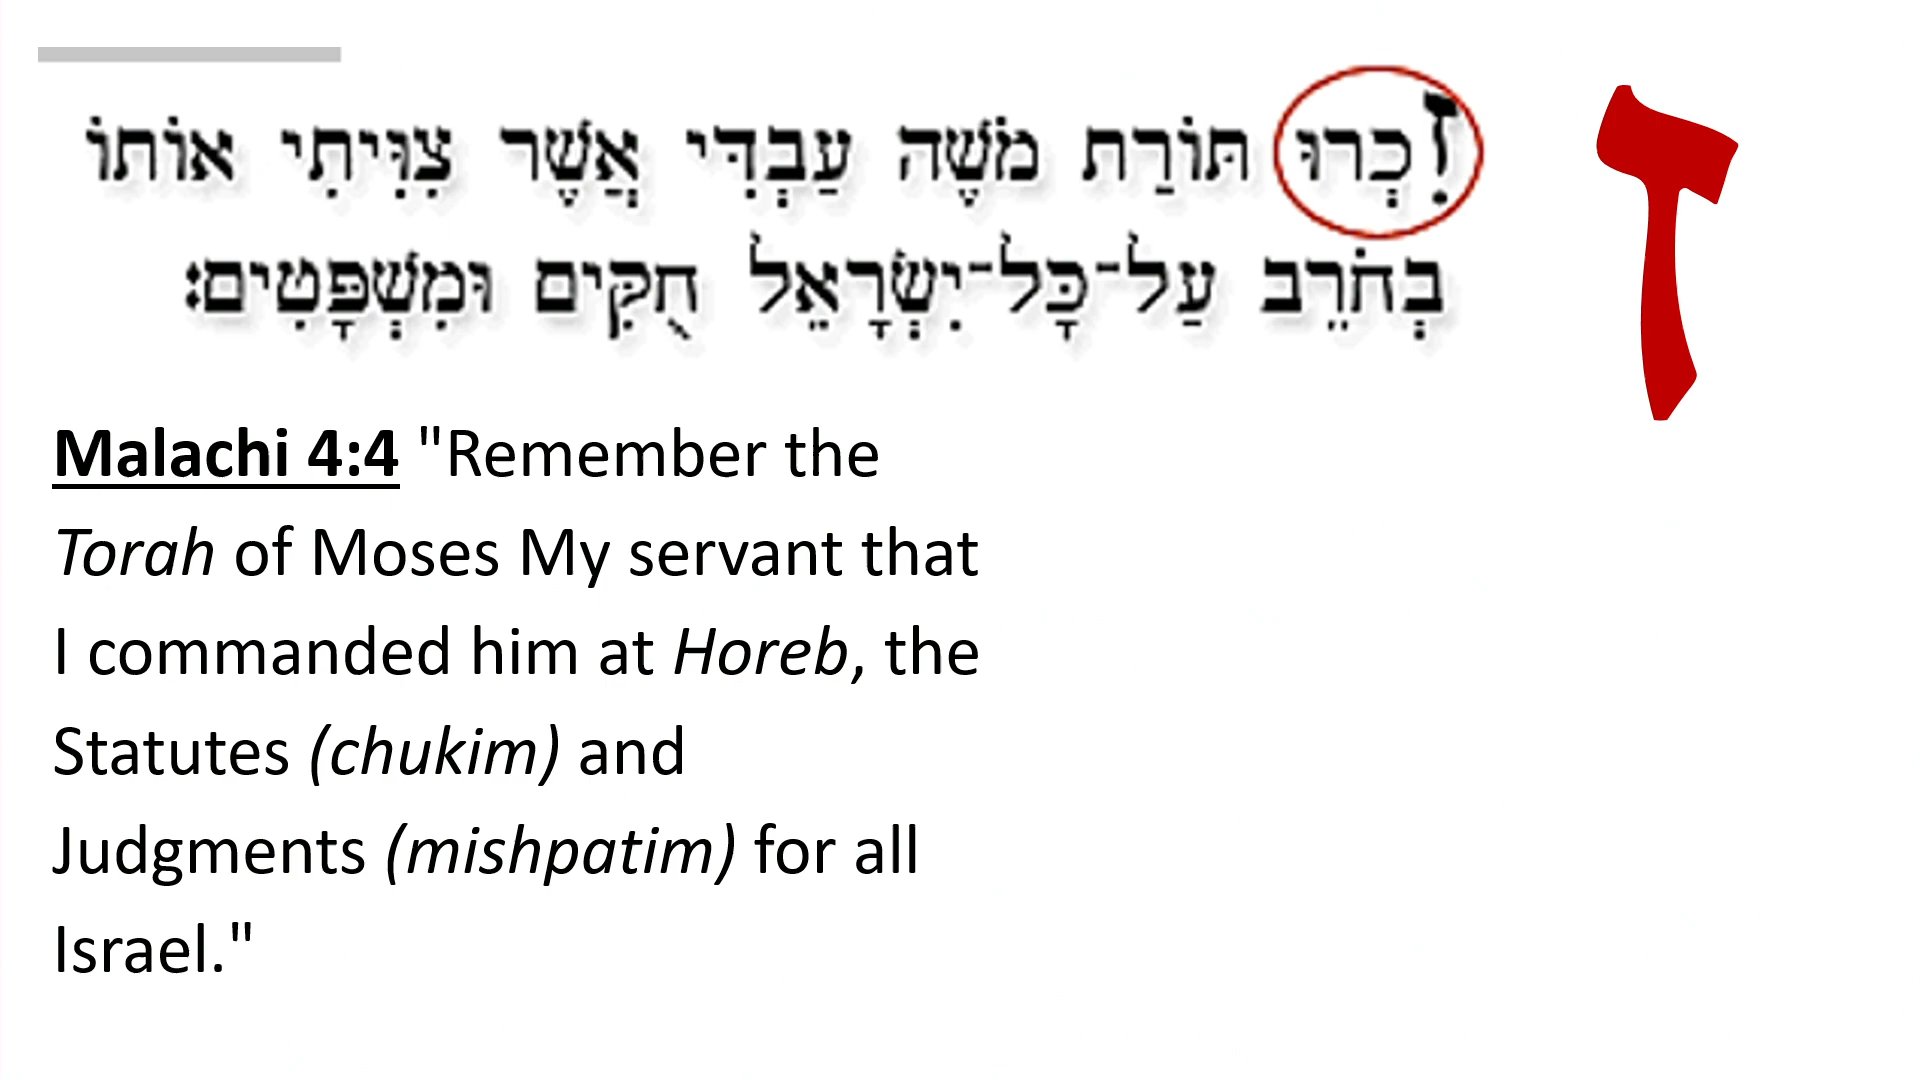 זִכְרוּ תּוֹרַת מֹשֶׁה עַבְדִּי אֲשֶׁר צִוִּיתִי אוֹתוֹ
בְחֹרֵב עַל־כָּל־יִשְׂרָאֵל חֻקִּים וּמִשְׁפָּטִים׃
ז
Malachi 4:4 "Remember the
Torah of Moses My servant that
I commanded him at Horeb, the
Statutes (chukim) and
Judgments (mishpatim) for all
Israel."